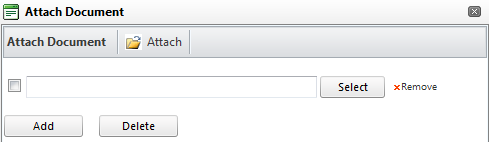 Attach Document
Attach Document Attach
Select Remove
Add Delete